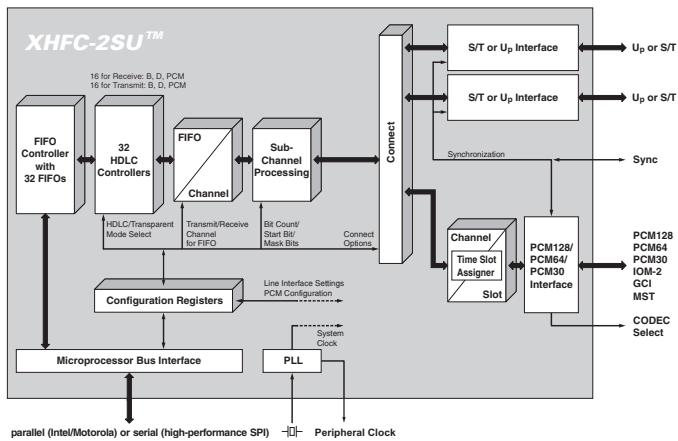 XHFC-2SU™
16 for Receive: B, D, PCM
16 for Transmit: B, D, PCM
FIFO
Controller
with
32 FIFOs
32
HDLC
Controllers
FIFO
Channel
Sub-
Channel
Processing
Connect
S/T or Up Interface
Up or S/T
S/T or Up Interface
Up or S/T
Synchronization
Sync
HDLC/Transparent
Mode Select
Transmit/Receive
Channel
for FIFO
Bit Count/
Start Bit/
Mask Bits
Connect
Options
Channel
Time Slot
Assigner
Slot
PCM128/
PCM64/
PCM30
Interface
PCM128
PCM64
PCM30
IOM-2
GCI
MST
CODEC
Select
Configuration Registers
Line Interface Settings
PCM Configuration
System
Clock
Microprocessor Bus Interface
PLL
parallel (Intel/Motorola) or serial (high-performance SPI)
Peripheral Clock